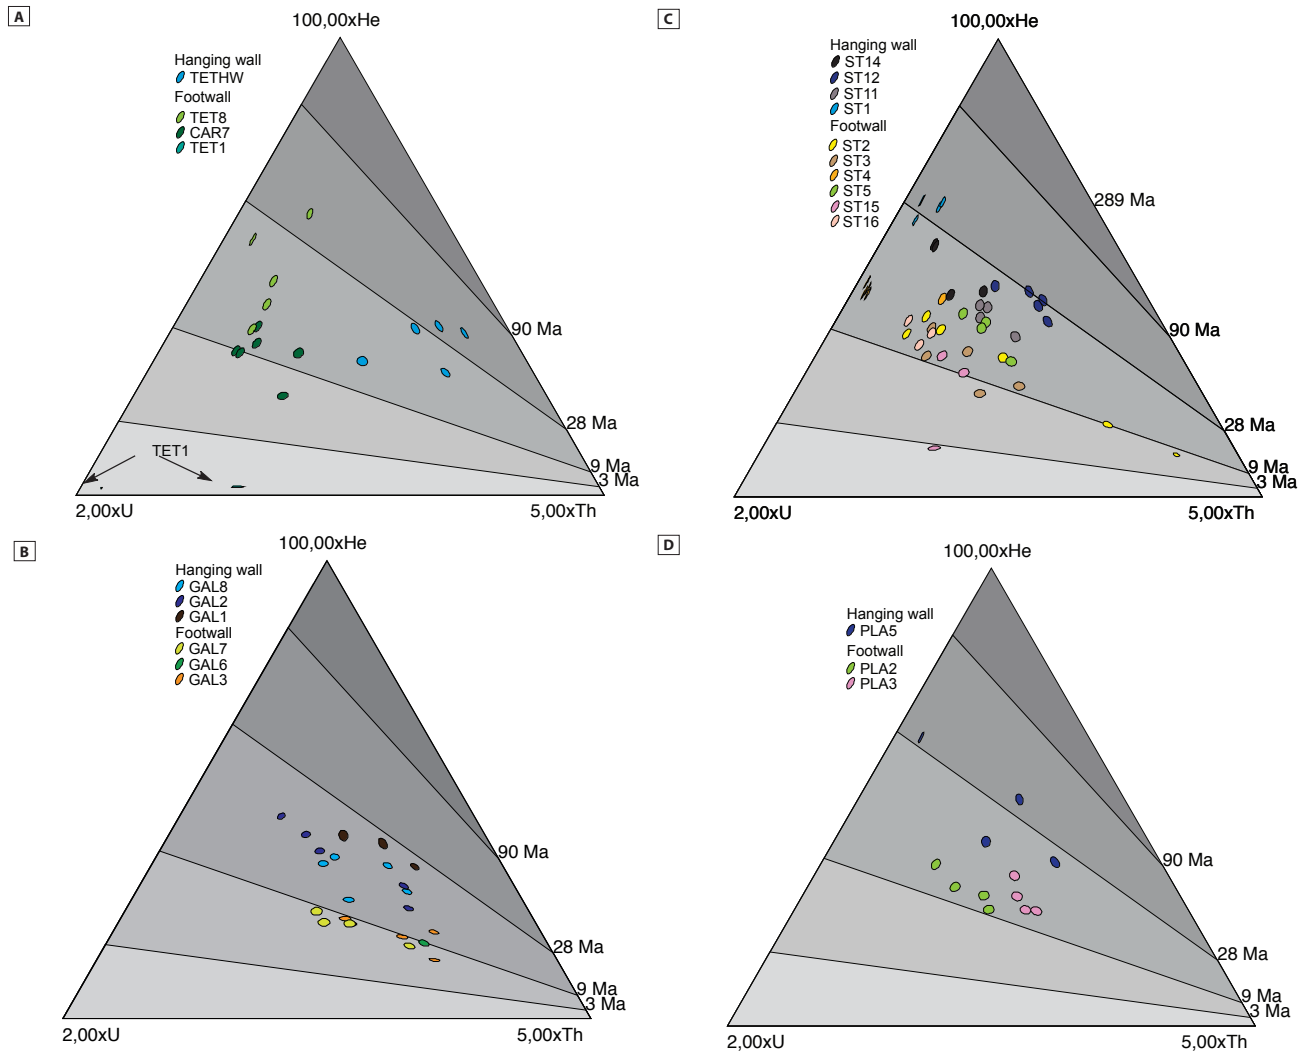 A
100,00xHe
Hanging wall
TETHW
Footwall
TET8
CAR7
TET1
90 Ma
28 Ma
9 Ma
3 Ma
TET1
2,00xU
5,00xTh
C
100,00xHe
Hanging wall
ST14
ST12
ST11
ST1
Footwall
ST2
ST3
ST4
ST5
ST15
ST16
289 Ma
90 Ma
28 Ma
9 Ma
3 Ma
2,00xU
5,00xTh
B
100,00xHe
Hanging wall
GAL8
GAL2
GAL1
Footwall
GAL7
GAL6
GAL3
90 Ma
28 Ma
9 Ma
3 Ma
2,00xU
5,00xTh
D
100,00xHe
Hanging wall
PLA5
Footwall
PLA2
PLA3
90 Ma
28 Ma
9 Ma
3 Ma
2,00xU
5,00xTh